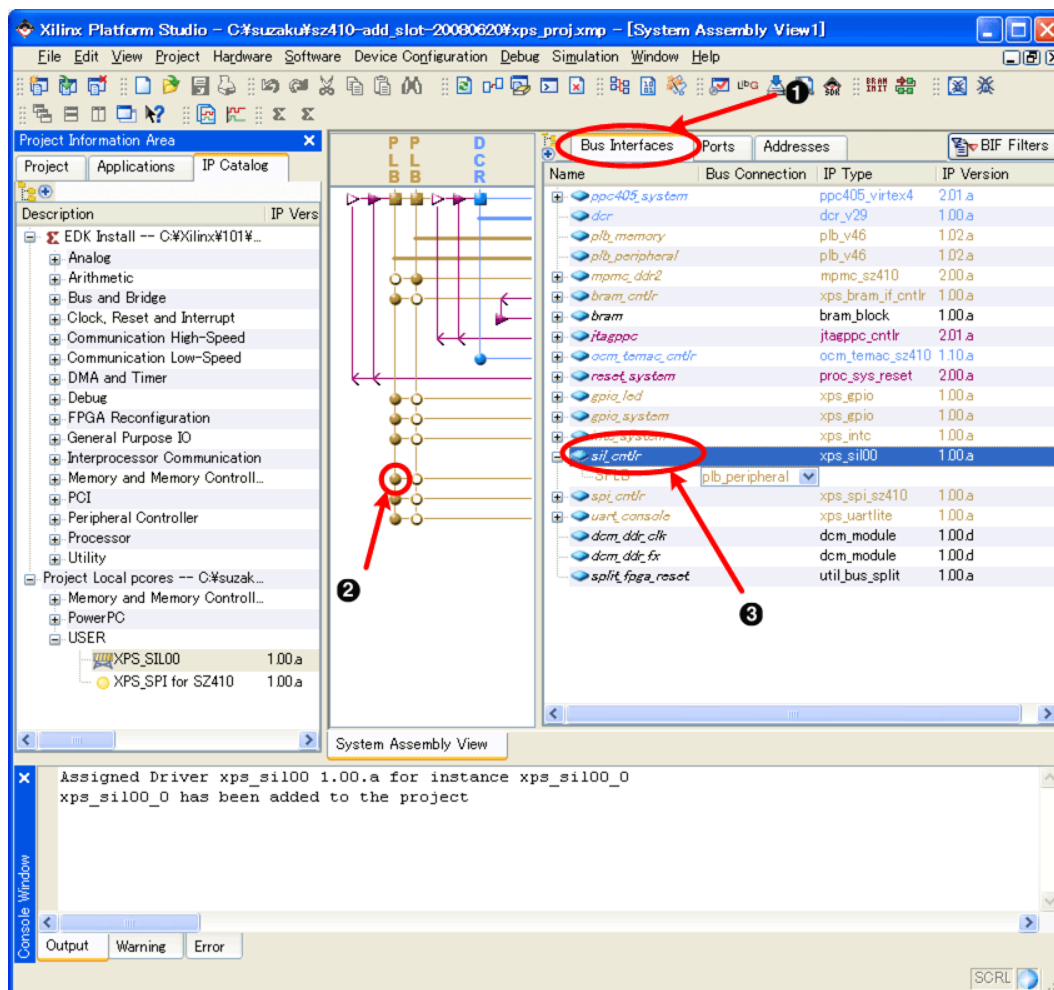 Xilinx Platform Studio - C:¥suzaku¥sz410-add_slot-20080620¥xps_proj.xmp - [System Assembly View1]
File Edit View Project Hardware Software Device Configuration Debug Simulation Window Help
❶
Project Information Area
Project Applications IP Catalog
Description IP Vers
EDK Install -- C:¥Xilinx¥101¥...
Analog
Arithmetic
Bus and Bridge
Clock, Reset and Interrupt
Communication High-Speed
Communication Low-Speed
DMA and Timer
Debug
FPGA Reconfiguration
General Purpose IO
Interprocessor Communication
Memory and Memory Controll...
PCI
Peripheral Controller
Processor
Utility
Project Local pcores -- C:¥suzak...
Memory and Memory Controll...
PowerPC
USER
XPS_SIL00 1.00.a
XPS_SPI for SZ410 1.00.a
PLB PLB DCR
❷
System Assembly View
Bus Interfaces Ports Addresses BIF Filters
Name Bus Connection IP Type IP Version
ppc405_system ppc405_virtex4 2.01.a
dcr dcr_v29 1.00.a
plb_memory plb_v46 1.02.a
plb_peripheral plb_v46 1.02.a
mpmc_ddr2 mpmc_sz410 2.00.a
bram_cntlr xps_bram_if_cntlr 1.00.a
bram bram_block 1.00.a
jtagppc jtagppc_cntlr 2.01.a
ocm_temac_cntlr ocm_temac_sz410 1.10.a
reset_system proc_sys_reset 2.00.a
gpio_led xps_gpio 1.00.a
gpio_system xps_gpio 1.00.a
intc_system xps_intc 1.00.a
sil_cntlr xps_sil00 1.00.a
SPLB plb_peripheral
spi_cntlr xps_spi_sz410 1.00.a
uart_console xps_uartlite 1.00.a
dcm_ddr_clk dcm_module 1.00.d
dcm_ddr_fx dcm_module 1.00.d
split_fpga_reset util_bus_split 1.00.a
❸
Console Window
Assigned Driver xps_sil00 1.00.a for instance xps_sil00_0
xps_sil00_0 has been added to the project
Output Warning Error
SCRL